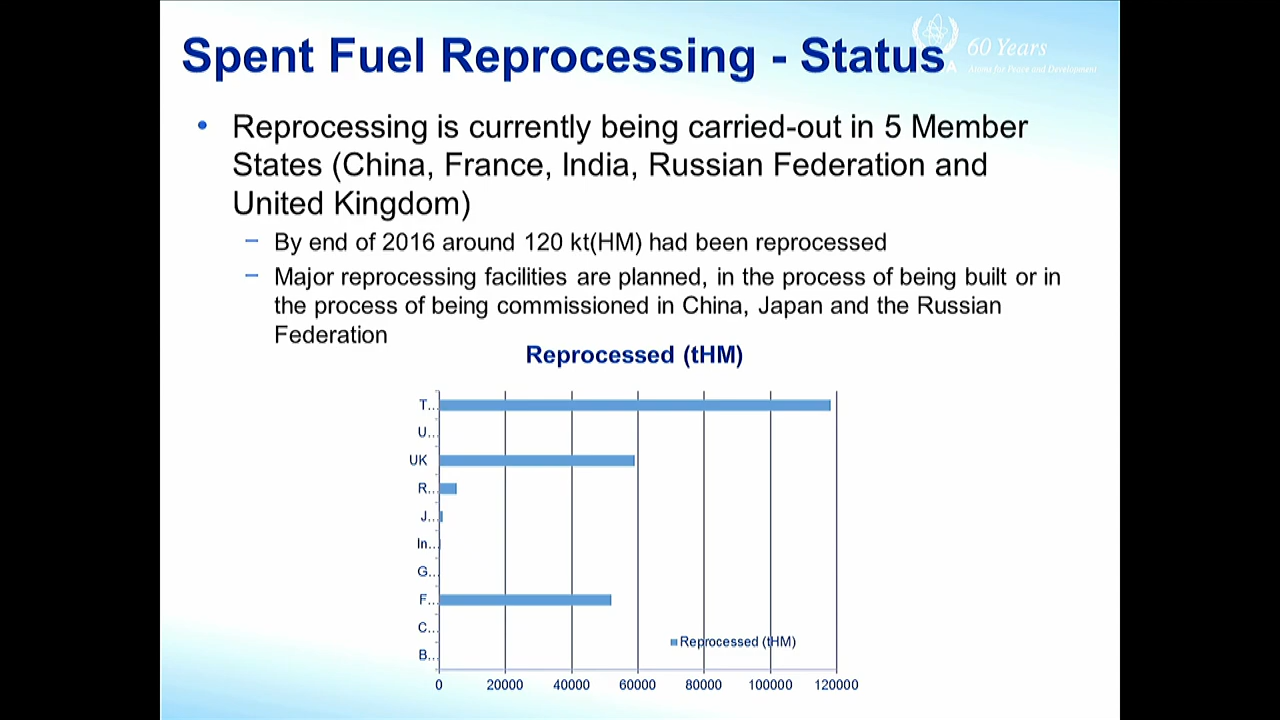 Spent Fuel Reprocessing - Status
60 Years
Atoms for Peace and Development
• Reprocessing is currently being carried-out in 5 Member
States (China, France, India, Russian Federation and
United Kingdom)
– By end of 2016 around 120 kt(HM) had been reprocessed
– Major reprocessing facilities are planned, in the process of being built or in
the process of being commissioned in China, Japan and the Russian
Federation
Reprocessed (tHM)
T...
U...
UK
R...
J...
In...
G...
F...
C...
B...
Reprocessed (tHM)
0 20000 40000 60000 80000 100000 120000